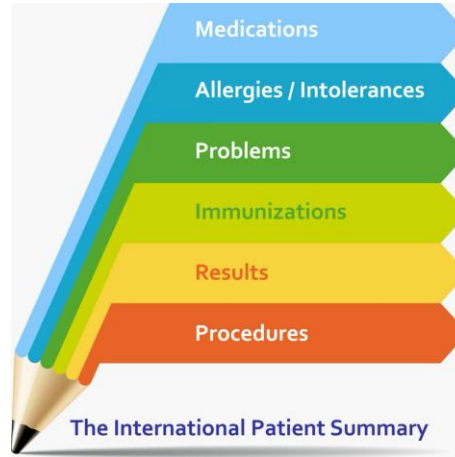 Medications
Allergies / Intolerances
Problems
Immunizations
Results
Procedures
The International Patient Summary